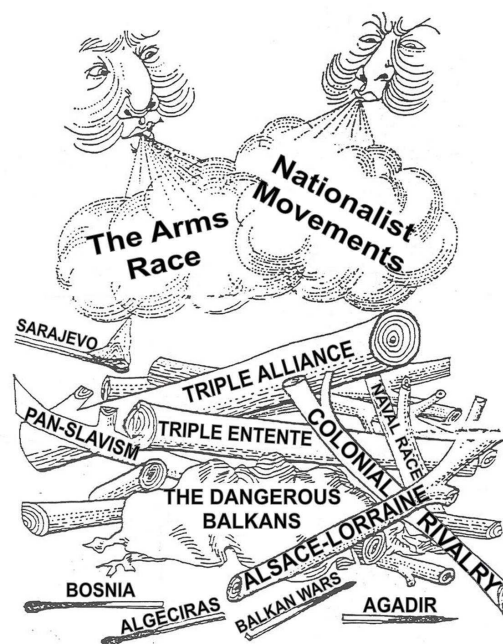 The Arms
Race
Nationalist
Movements
SARAJEVO
TRIPLE ALLIANCE
PAN-SLAVISM
TRIPLE ENTENTE
COLONIAL
RIVALRY
NAVAL RACE
THE DANGEROUS
BALKANS
ALSACE-LORRAINE
BOSNIA
ALGECIRAS
BALKAN WARS
AGADIR